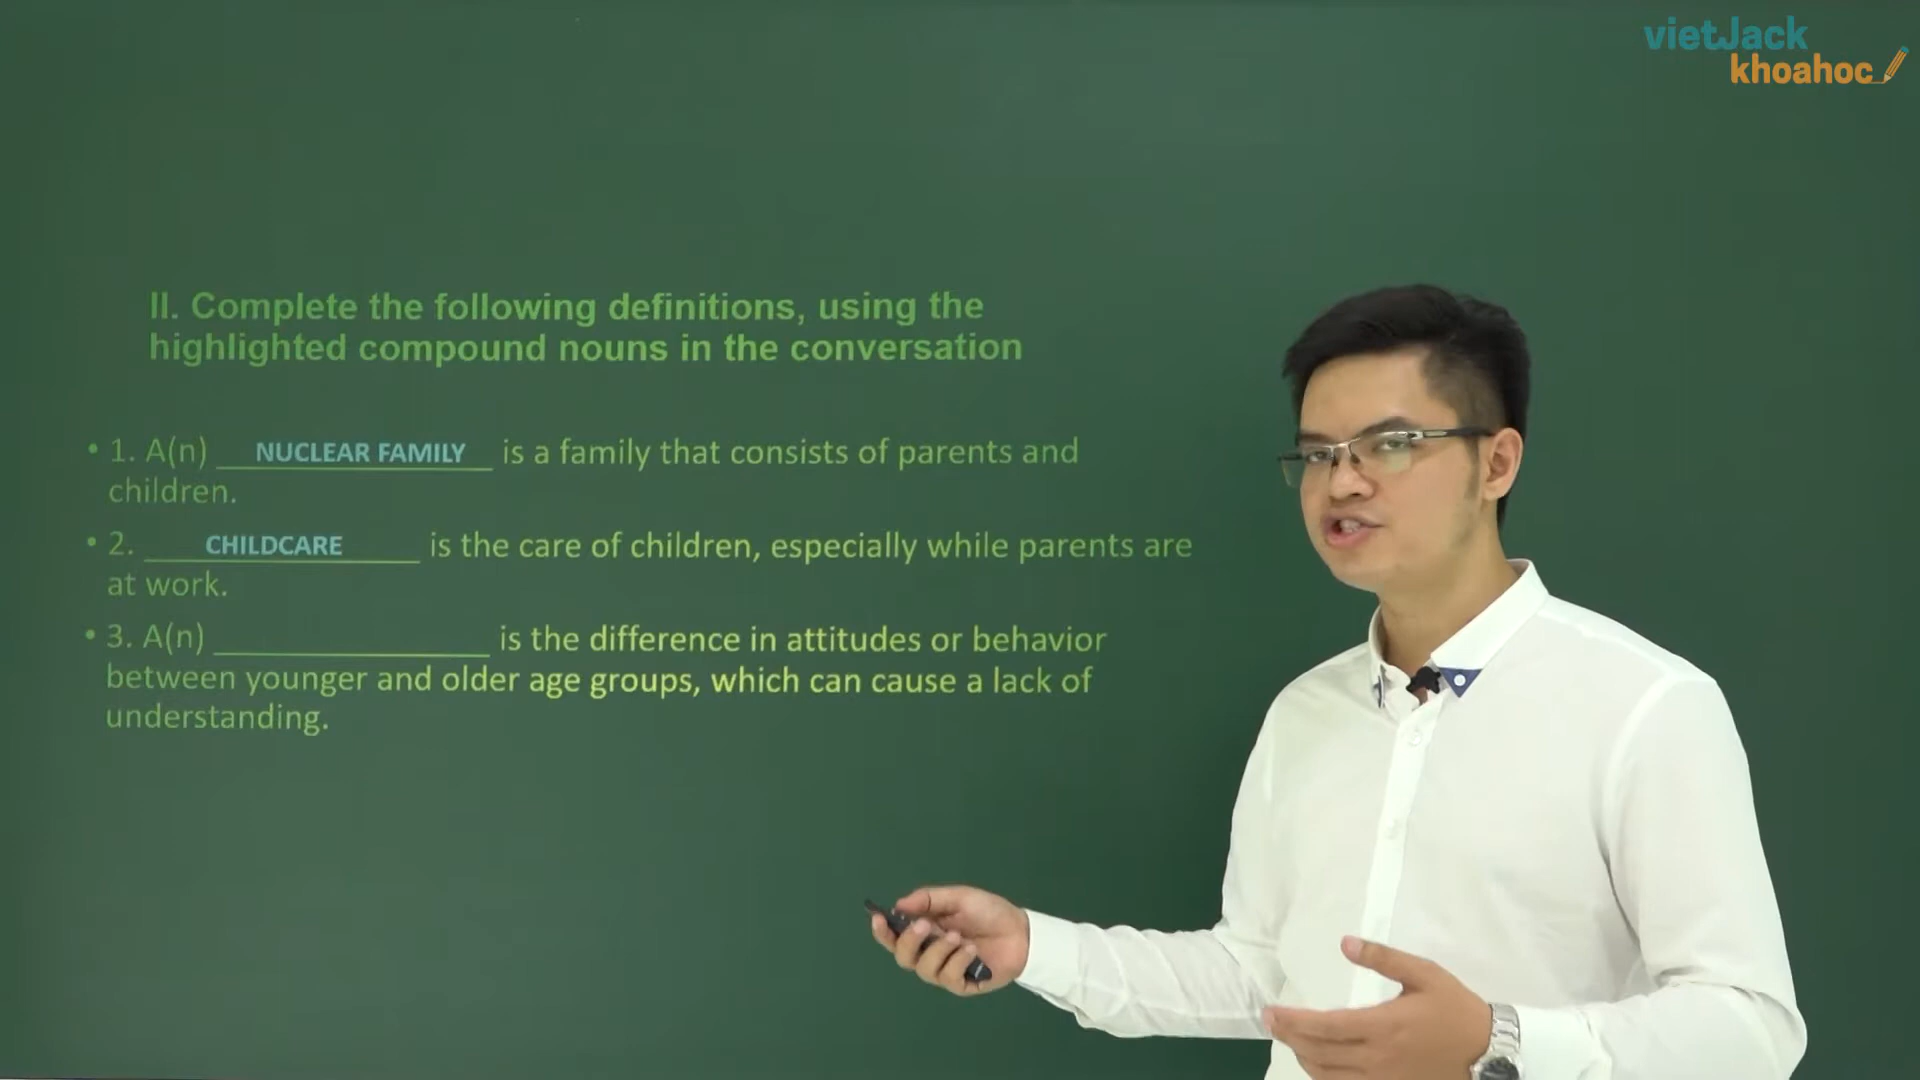 vietJack
khoahoc
II. Complete the following definitions, using the
highlighted compound nouns in the conversation
• 1. A(n) NUCLEAR FAMILY is a family that consists of parents and
children.
• 2. CHILDCARE is the care of children, especially while parents are
at work.
• 3. A(n) ________________ is the difference in attitudes or behavior
between younger and older age groups, which can cause a lack of
understanding.